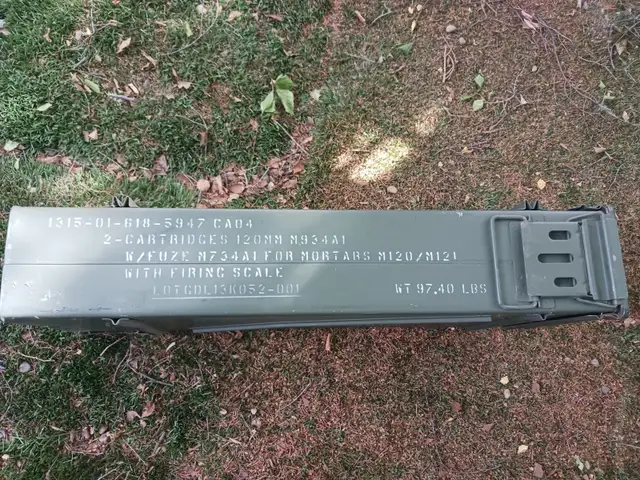 1315-01-618-5947 CA04
2-CARTRIDGES 120MM M934A1
W/FUZE M734A1 FOR MORTARS M120/M121
WITH FIRING SCALE
LOTGDL13K052-001
WT 97.40 LBS